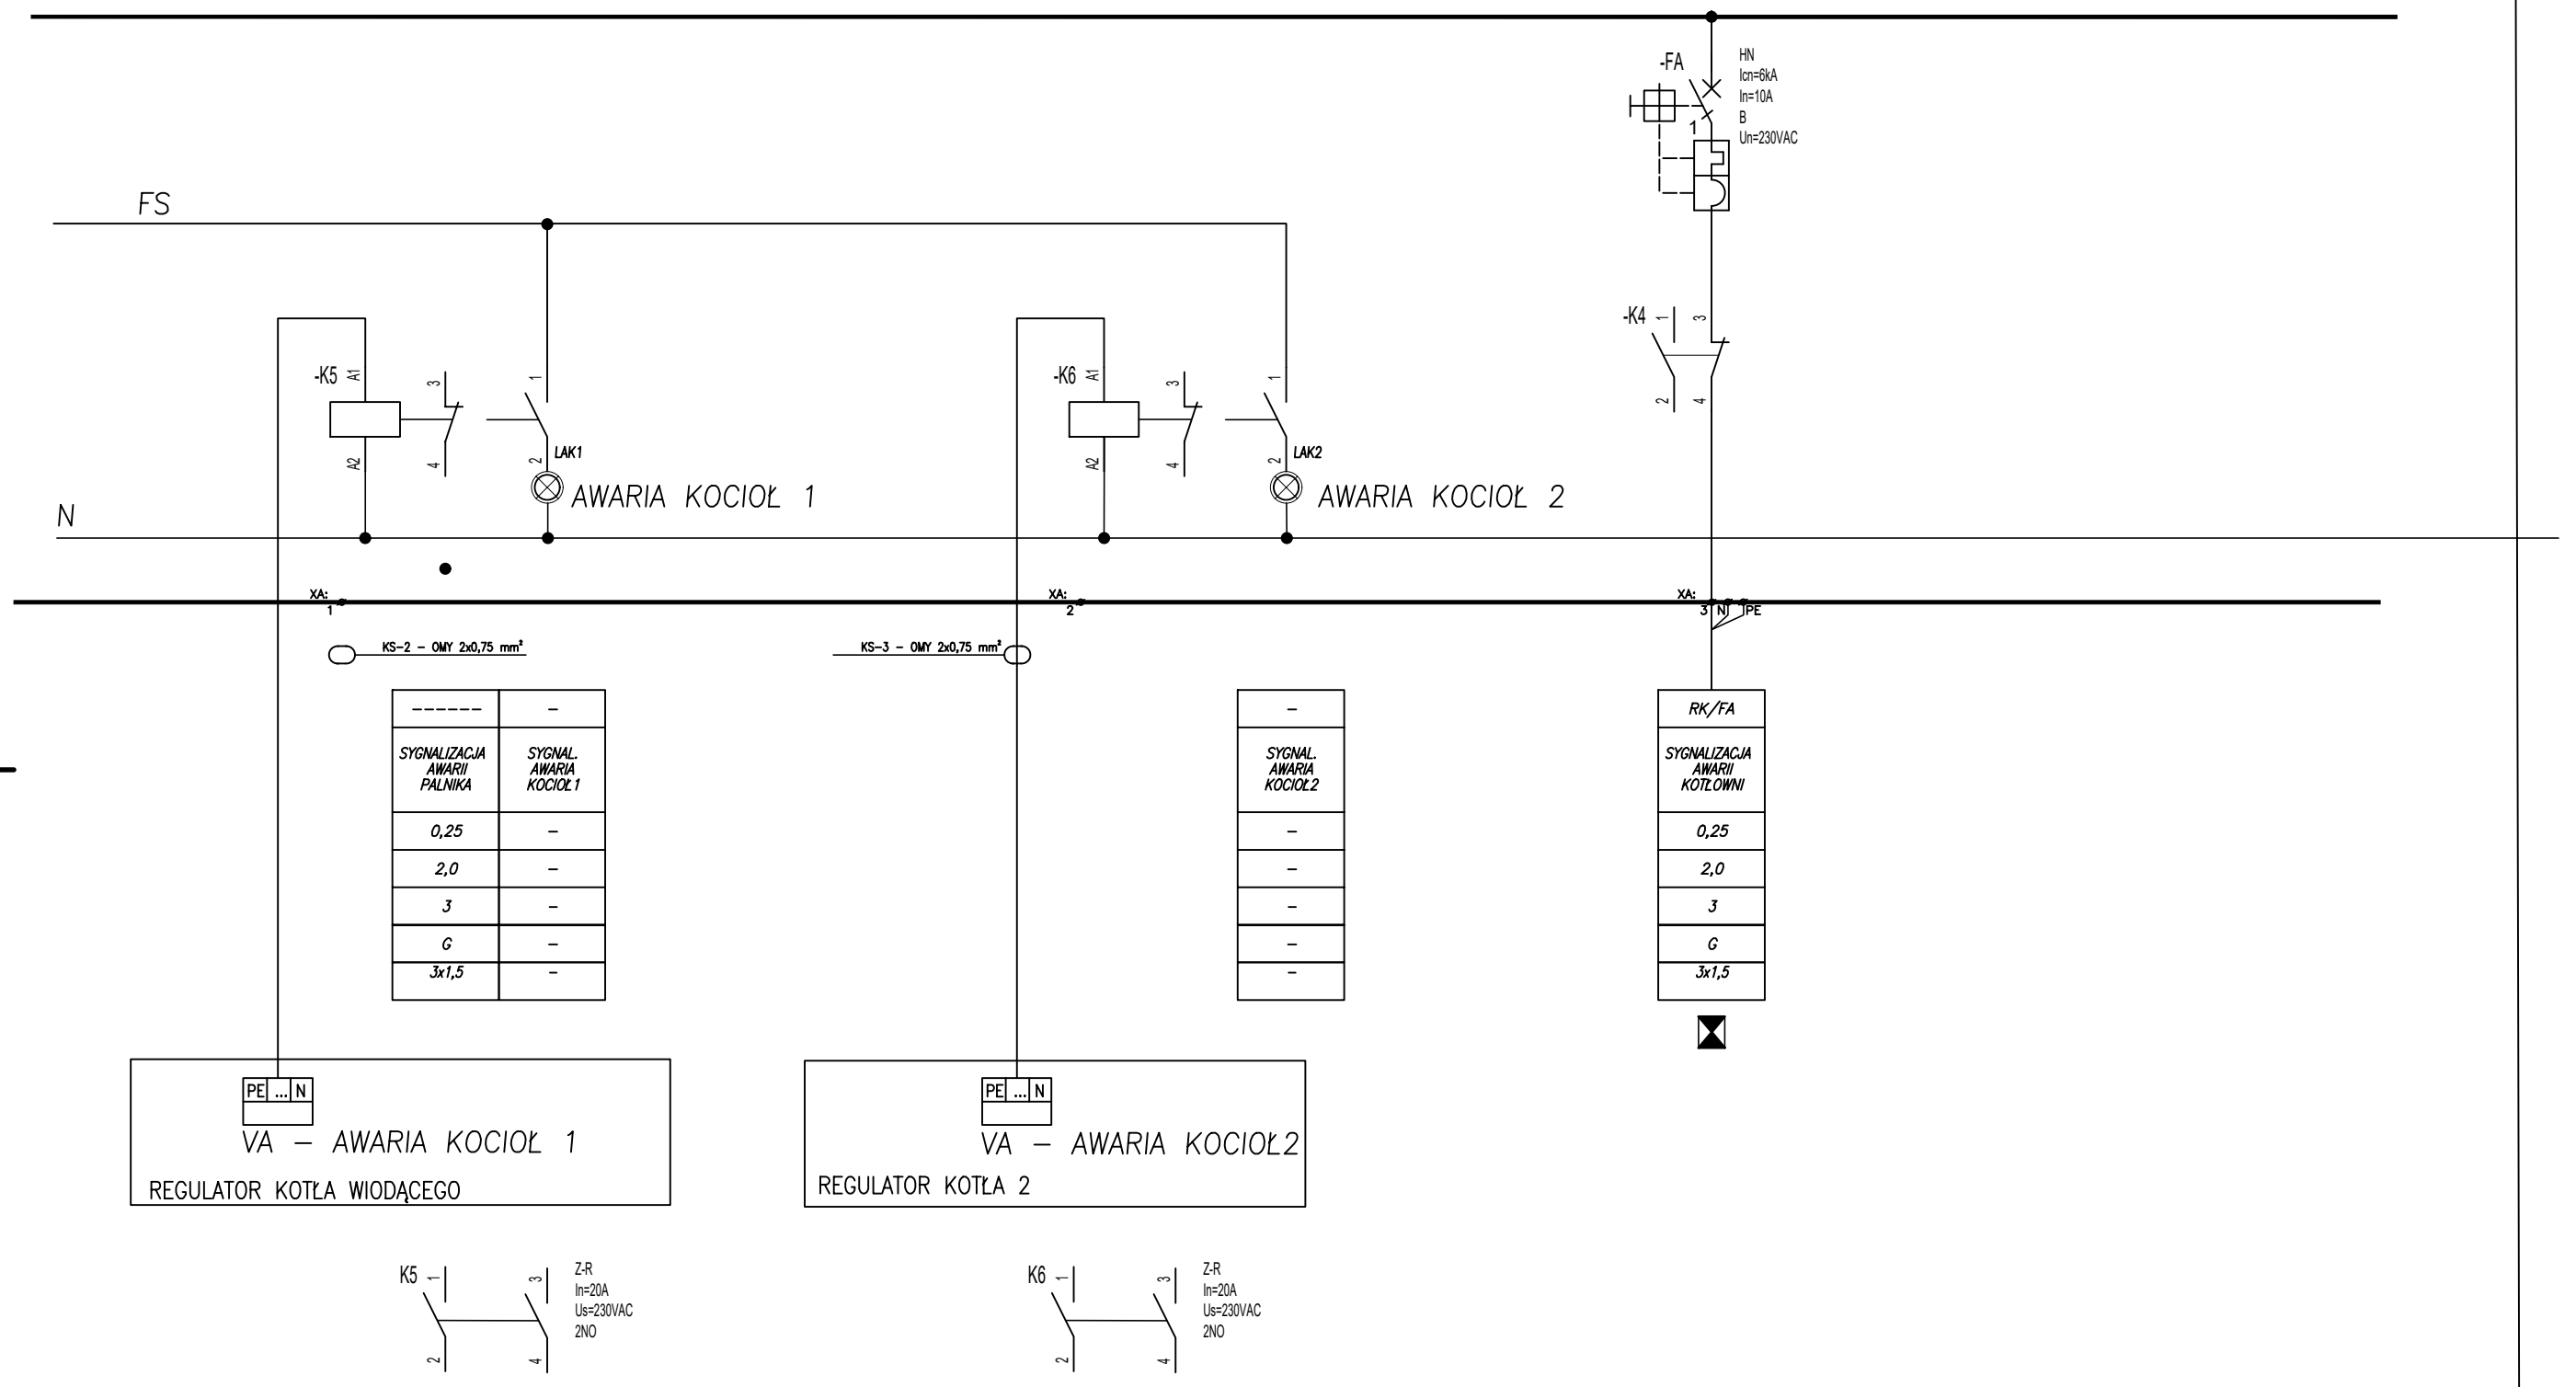 -FA
HN
Icn=6kA
In=10A
B
Un=230VAC
1
FS
-K4
1
3
2
4
-K5
A1
A2
3
4
1
2
LAK1
AWARIA KOCIOŁ 1
-K6
A1
A2
3
4
1
2
LAK2
AWARIA KOCIOŁ 2
N
XA:
1
XA:
2
XA:
3 N PE
KS-2 - OMY 2x0,75 mm²
KS-3 - OMY 2x0,75 mm²
------
SYGNALIZACJA
AWARII
PALNIKA
0,25
2,0
3
G
3x1,5
-
SYGNAL.
AWARIA
KOCIOŁ1
-
-
-
-
-
-
SYGNAL.
AWARIA
KOCIOŁ2
-
-
-
-
-
RK/FA
SYGNALIZACJA
AWARII
KOTŁOWNI
0,25
2,0
3
G
3x1,5
PE ... N
VA - AWARIA KOCIOŁ 1
REGULATOR KOTŁA WIODĄCEGO
PE ... N
VA - AWARIA KOCIOŁ2
REGULATOR KOTŁA 2
K5
1
3
2
4
Z-R
In=20A
Us=230VAC
2NO
K6
1
3
2
4
Z-R
In=20A
Us=230VAC
2NO